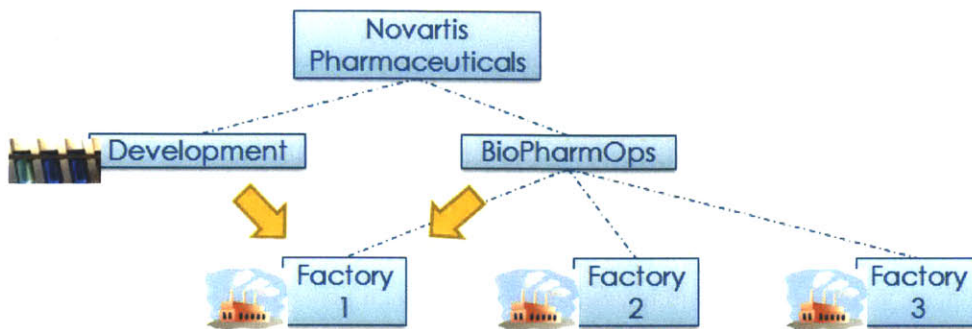 Novartis
Pharmaceuticals
Development
BioPharmOps
Factory
1
Factory
2
Factory
3